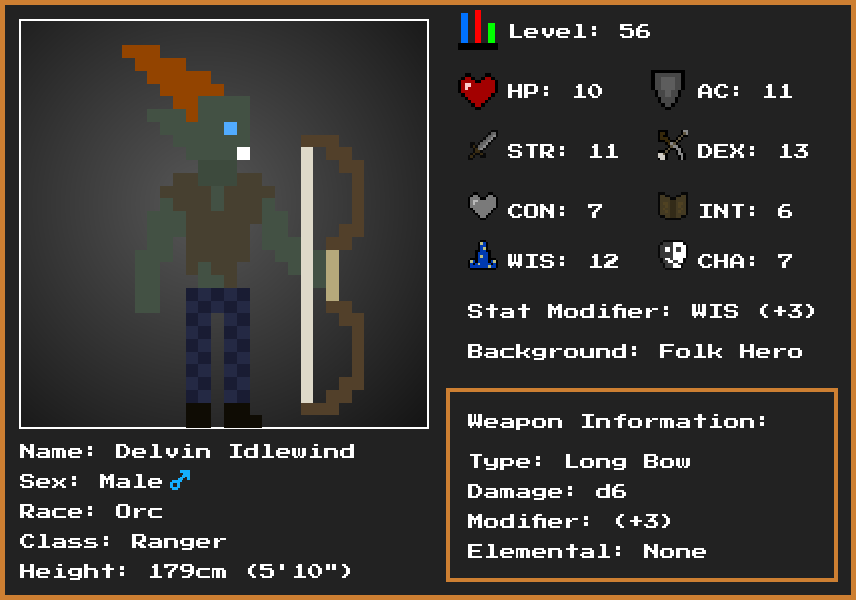 Level: 56
HP: 10
AC: 11
STR: 11
DEX: 13
CON: 7
INT: 6
WIS: 12
CHA: 7
Stat Modifier: WIS (+3)
Background: Folk Hero
Weapon Information:
Type: Long Bow
Damage: d6
Modifier: (+3)
Elemental: None
Name: Delvin Idlewind
Sex: Male♂
Race: Orc
Class: Ranger
Height: 179cm (5'10")